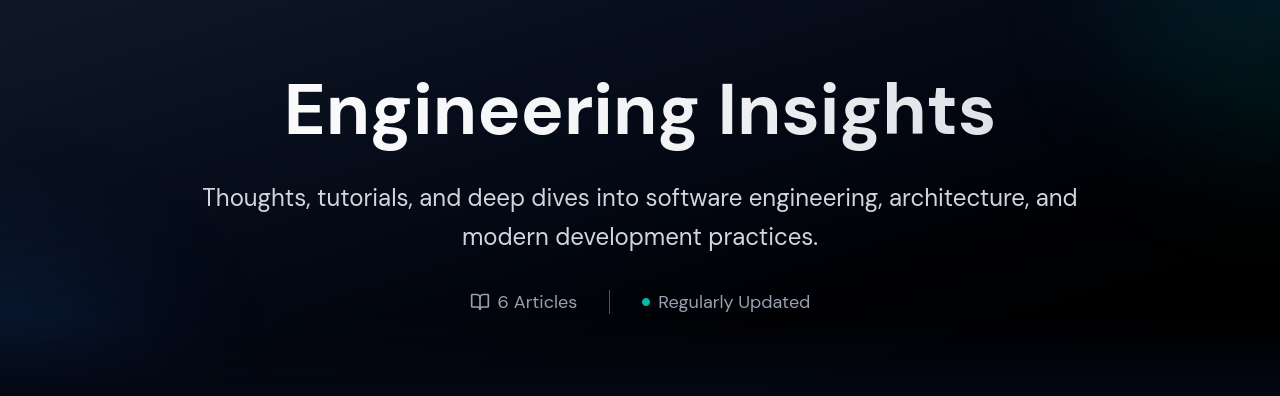 Engineering Insights
Thoughts, tutorials, and deep dives into software engineering, architecture, and
modern development practices.
6 Articles
Regularly Updated